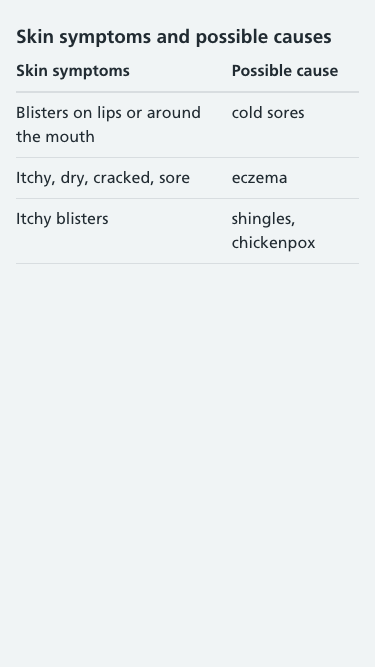 Skin symptoms and possible causes
Skin symptoms Possible cause
Blisters on lips or around cold sores
the mouth
Itchy, dry, cracked, sore eczema
Itchy blisters shingles,
chickenpox